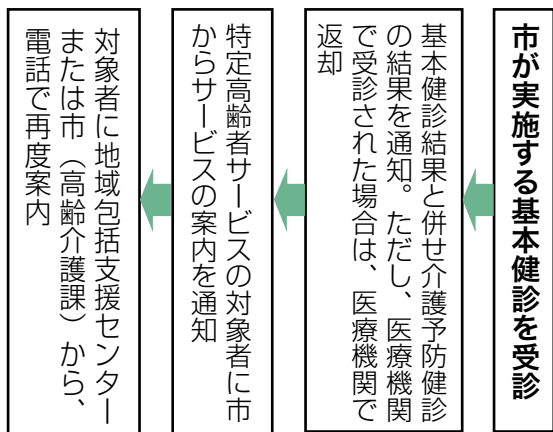 市が実施する基本健診を受診
基本健診結果と併せ介護予防健診
の結果を通知。ただし、医療機関
で受診された場合は、医療機関で
返却
特定高齢者サービスの対象者に市
からサービスの案内を通知
対象者に地域包括支援センター
または市（高齢介護課）から、
電話で再度案内